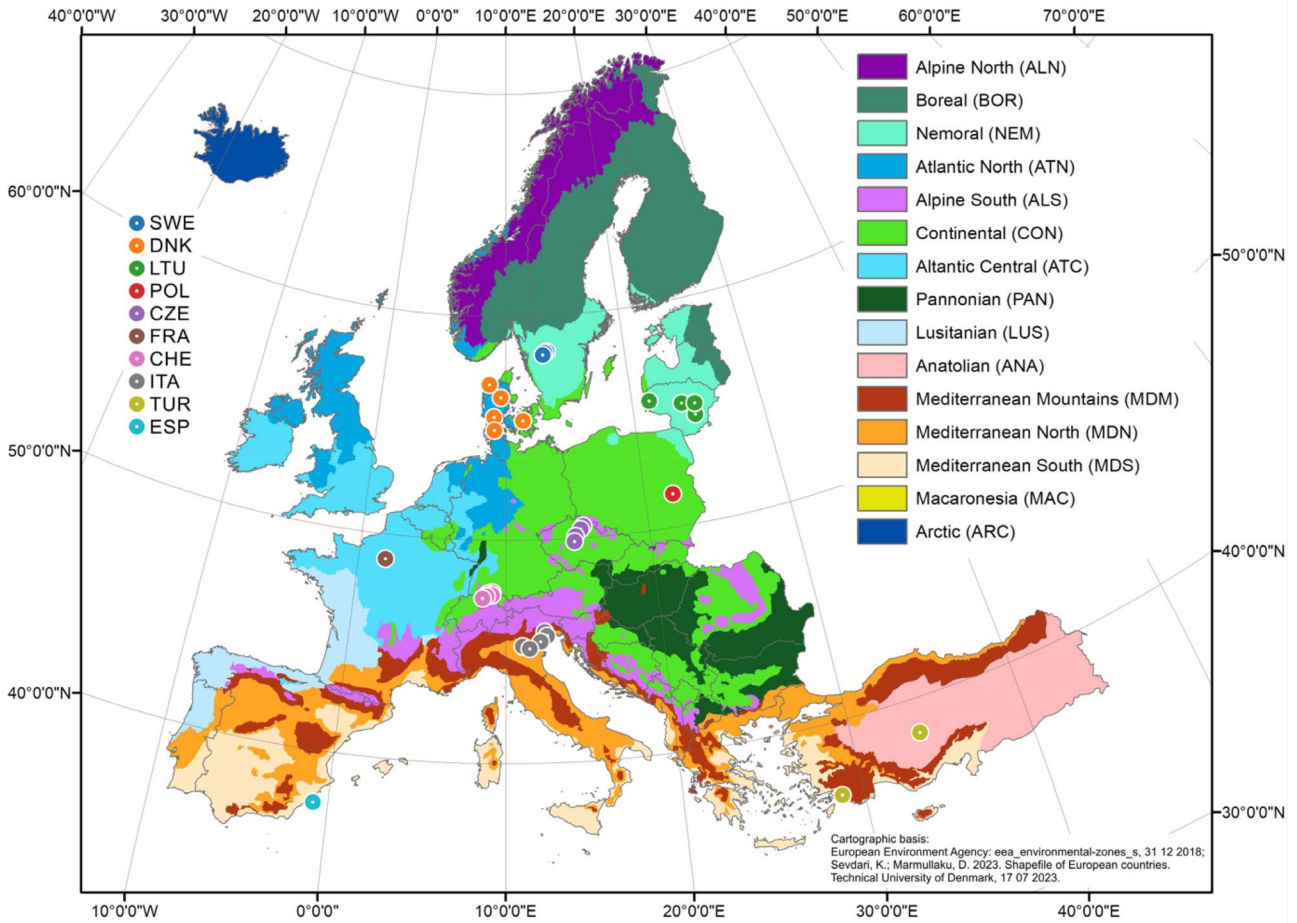 40°0'0"W 30°0'0"W 20°0'0"W 10°0'0"W 0°0'0" 10°0'0"E 20°0'0"E 30°0'0"E 40°0'0"E 50°0'0"E 60°0'0"E 70°0'0"E
60°0'0"N
50°0'0"N
40°0'0"N
SWE
DNK
LTU
POL
CZE
FRA
CHE
ITA
TUR
ESP
Alpine North (ALN)
Boreal (BOR)
Nemoral (NEM)
Atlantic North (ATN)
Alpine South (ALS)
Continental (CON)
Altantic Central (ATC)
Pannonian (PAN)
Lusitanian (LUS)
Anatolian (ANA)
Mediterranean Mountains (MDM)
Mediterranean North (MDN)
Mediterranean South (MDS)
Macaronesia (MAC)
Arctic (ARC)
50°0'0"N
40°0'0"N
30°0'0"N
Cartographic basis:
European Environment Agency: eea_environmental-zones_s, 31 12 2018;
Sevdari, K.; Marmullaku, D. 2023. Shapefile of European countries.
Technical University of Denmark, 17 07 2023.
10°0'0"W 0°0'0" 10°0'0"E 20°0'0"E 30°0'0"E 40°0'0"E